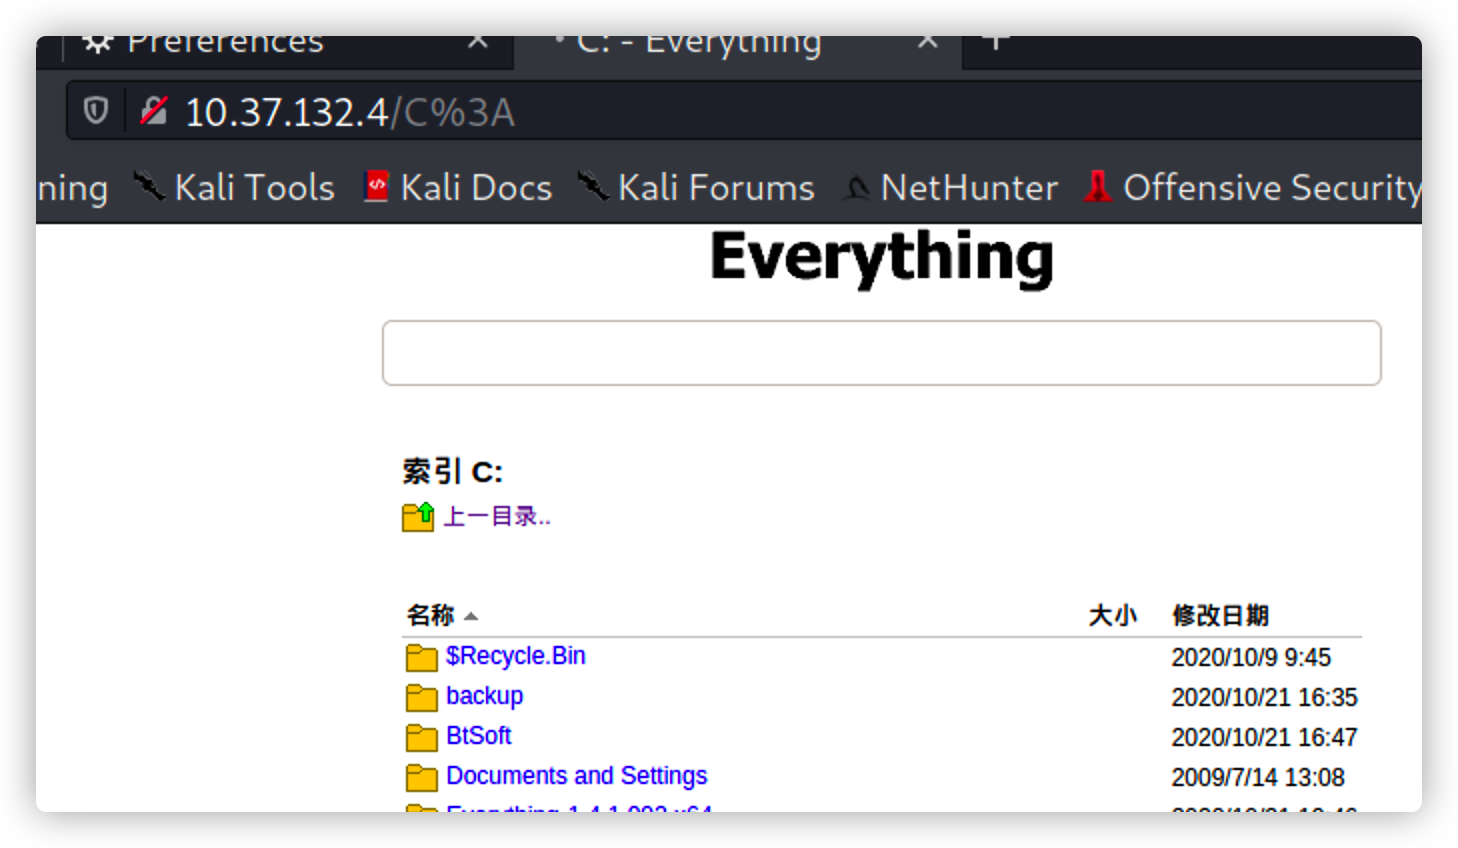 Preferences × C: - Everything × +
10.37.132.4/C%3A
ning Kali Tools Kali Docs Kali Forums NetHunter Offensive Security
Everything
索引 C:
上一目录..
名称 大小 修改日期
$Recycle.Bin 2020/10/9 9:45
backup 2020/10/21 16:35
BtSoft 2020/10/21 16:47
Documents and Settings 2009/7/14 13:08